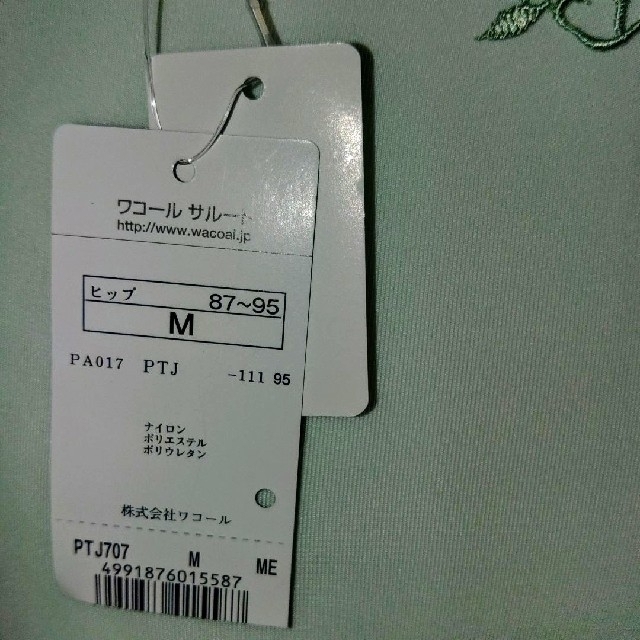 ワコール サルート
http://www.wacoal.jp
ヒップ 87~95
M
PA017 PTJ -111 95
ナイロン
ポリエステル
ポリウレタン
株式会社ワコール
PTJ707 M ME
4991876015587